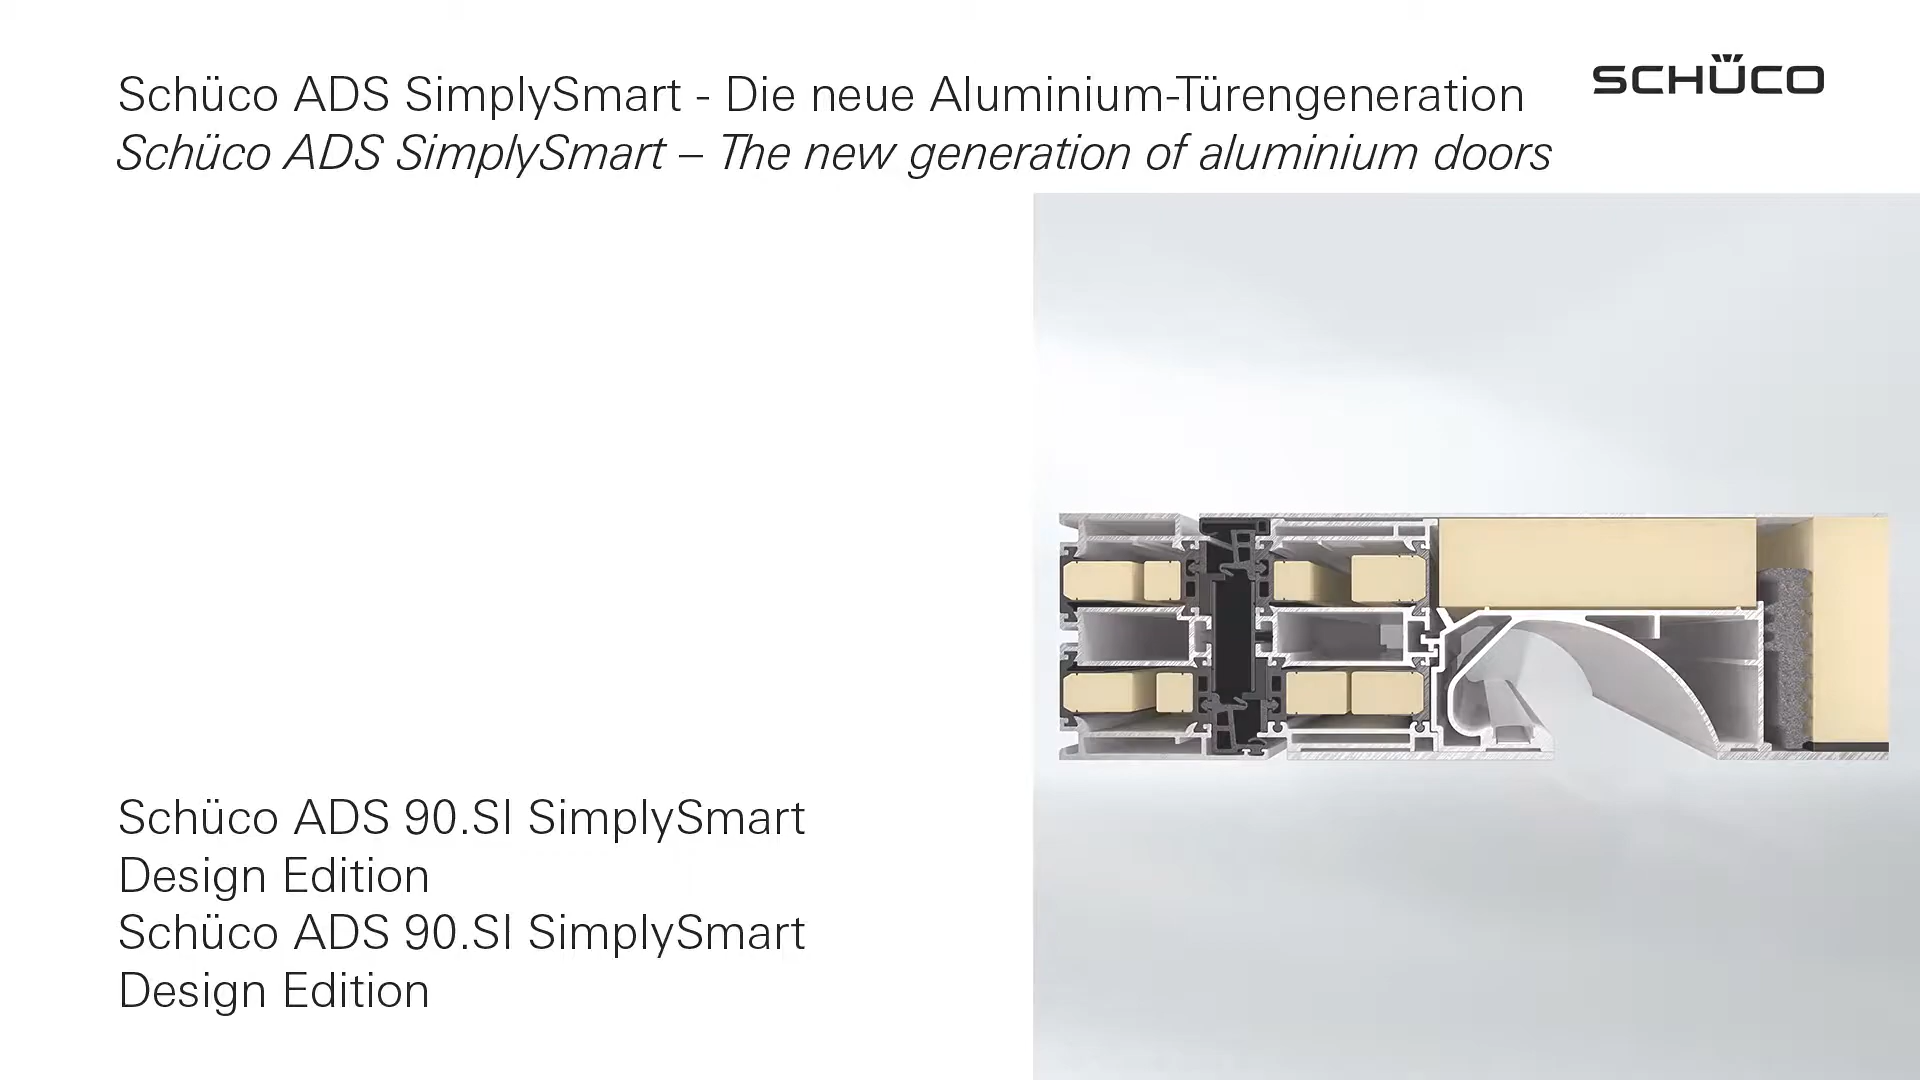 Schüco ADS SimplySmart - Die neue Aluminium-Türengeneration
SCHÜCO
Schüco ADS SimplySmart – The new generation of aluminium doors
Schüco ADS 90.SI SimplySmart
Design Edition
Schüco ADS 90.SI SimplySmart
Design Edition